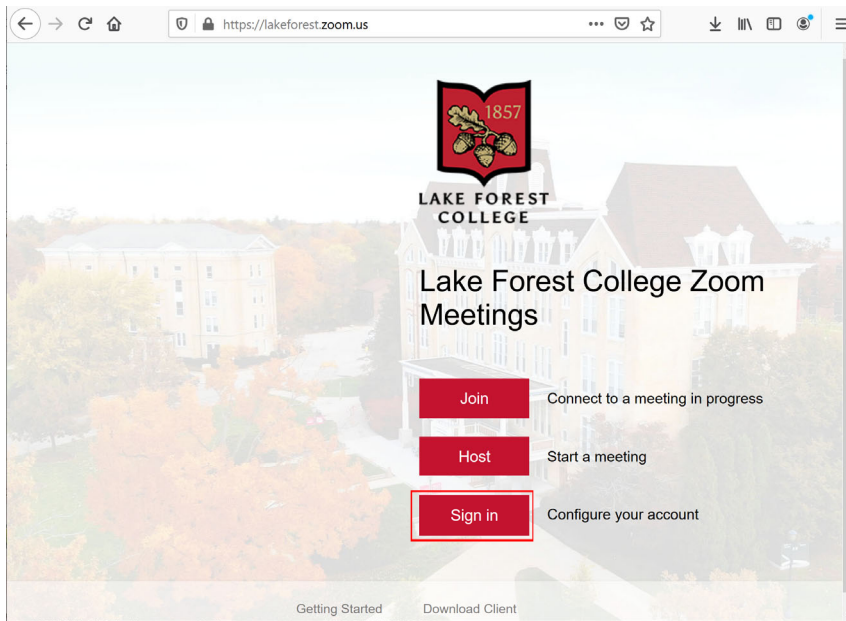 https://lakeforest.zoom.us
1857
LAKE FOREST
COLLEGE
Lake Forest College Zoom
Meetings
Join Connect to a meeting in progress
Host Start a meeting
Sign in Configure your account
Getting Started Download Client